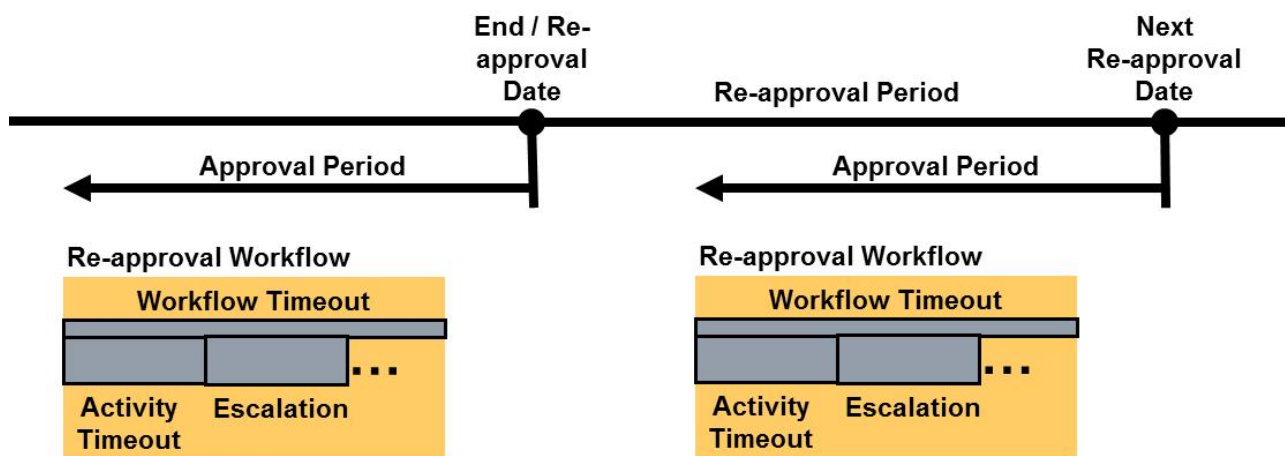 End / Re-
approval
Date
Next
Re-approval
Date
Re-approval Period
Approval Period
Approval Period
Re-approval Workflow
Workflow Timeout
...
Activity
Timeout
Escalation
Re-approval Workflow
Workflow Timeout
...
Activity
Timeout
Escalation